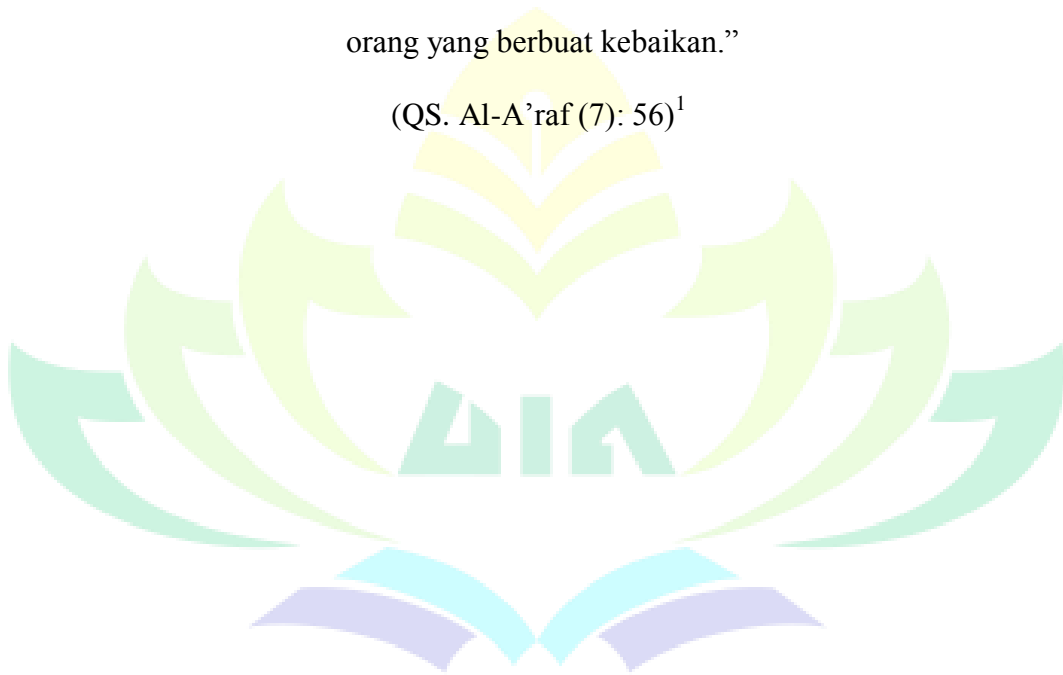 orang yang berbuat kebaikan.”
(QS. Al-A’raf (7): 56)¹